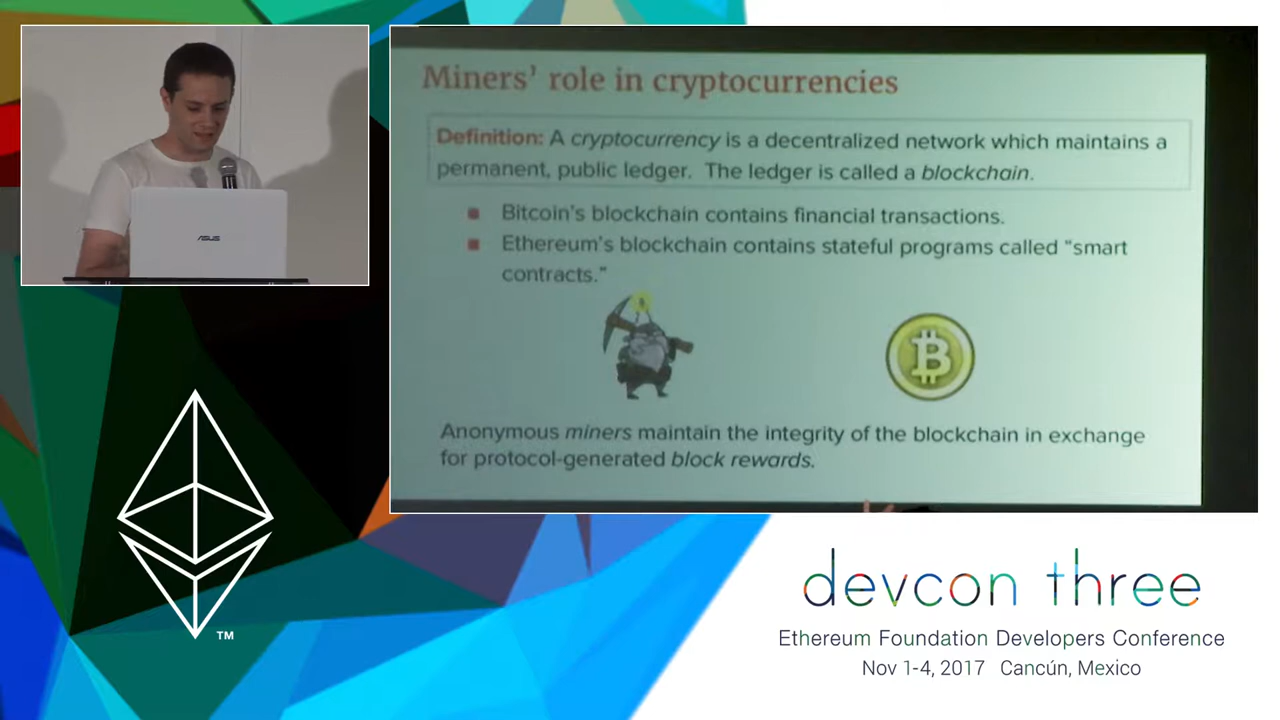 Miners' role in cryptocurrencies
Definition: A cryptocurrency is a decentralized network which maintains a
permanent, public ledger. The ledger is called a blockchain.
Bitcoin's blockchain contains financial transactions.
Ethereum's blockchain contains stateful programs called “smart
contracts.”
Anonymous miners maintain the integrity of the blockchain in exchange
for protocol-generated block rewards.
ASUS
TM
devcon three
Ethereum Foundation Developers Conference
Nov 1-4, 2017 Cancún, Mexico